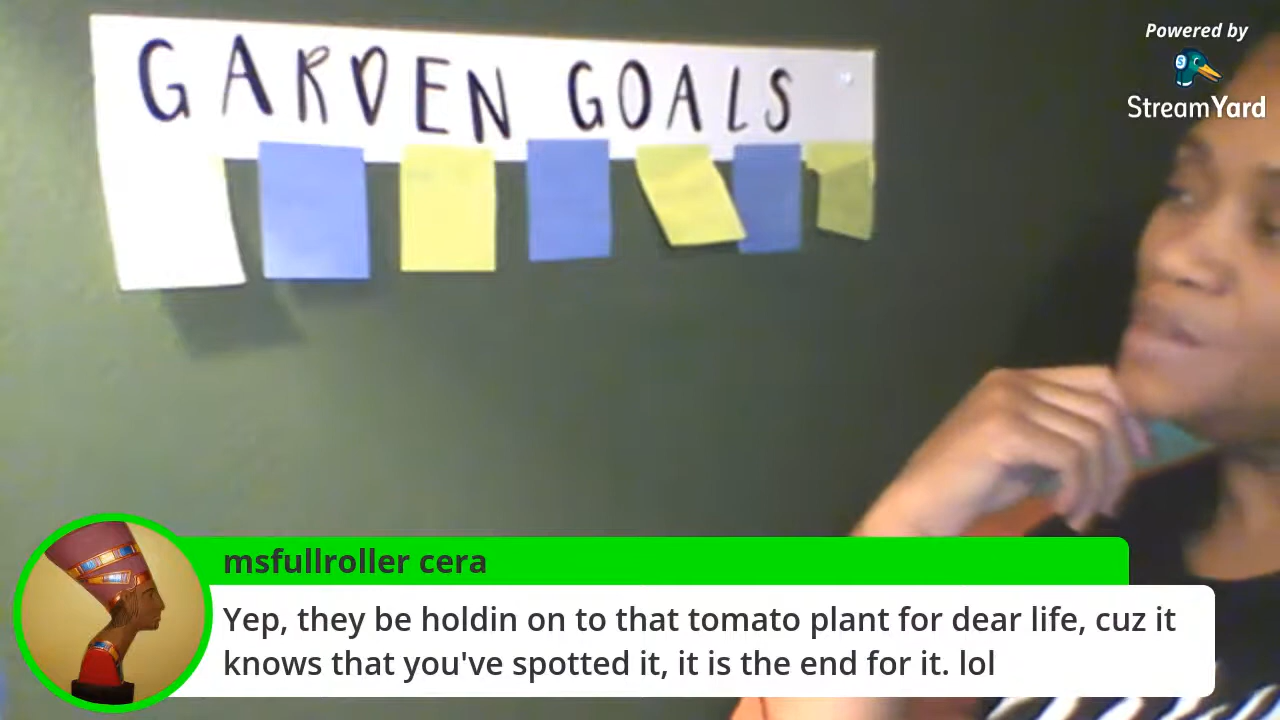 GARDEN GOALS
Powered by
StreamYard
msfullroller cera
Yep, they be holdin on to that tomato plant for dear life, cuz it
knows that you've spotted it, it is the end for it. lol